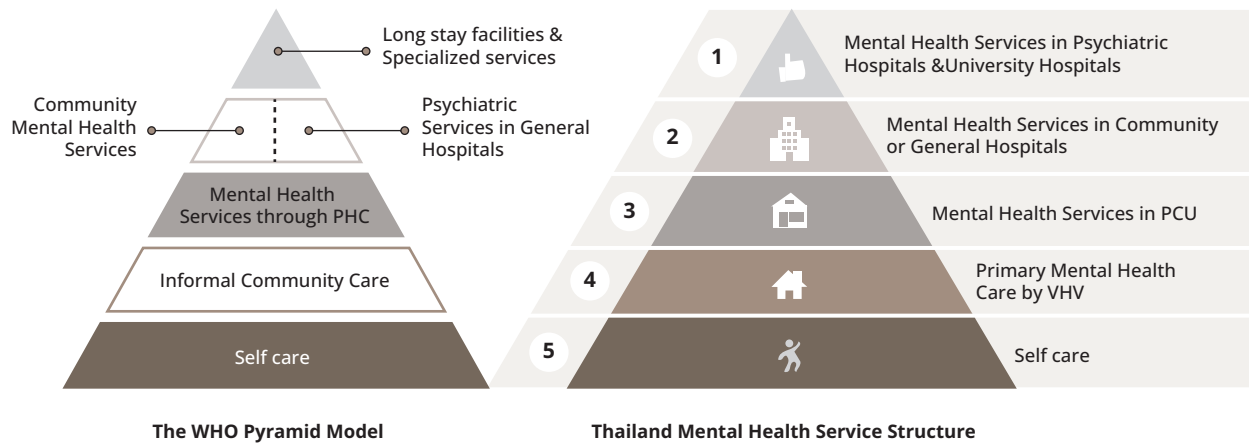 Long stay facilities &
Specialized services
Community
Mental Health
Services
Psychiatric
Services in General
Hospitals
Mental Health
Services through PHC
Informal Community Care
Self care
The WHO Pyramid Model
1
Mental Health Services in Psychiatric
Hospitals &University Hospitals
2
Mental Health Services in Community
or General Hospitals
3
Mental Health Services in PCU
4
Primary Mental Health
Care by VHV
5
Self care
Thailand Mental Health Service Structure